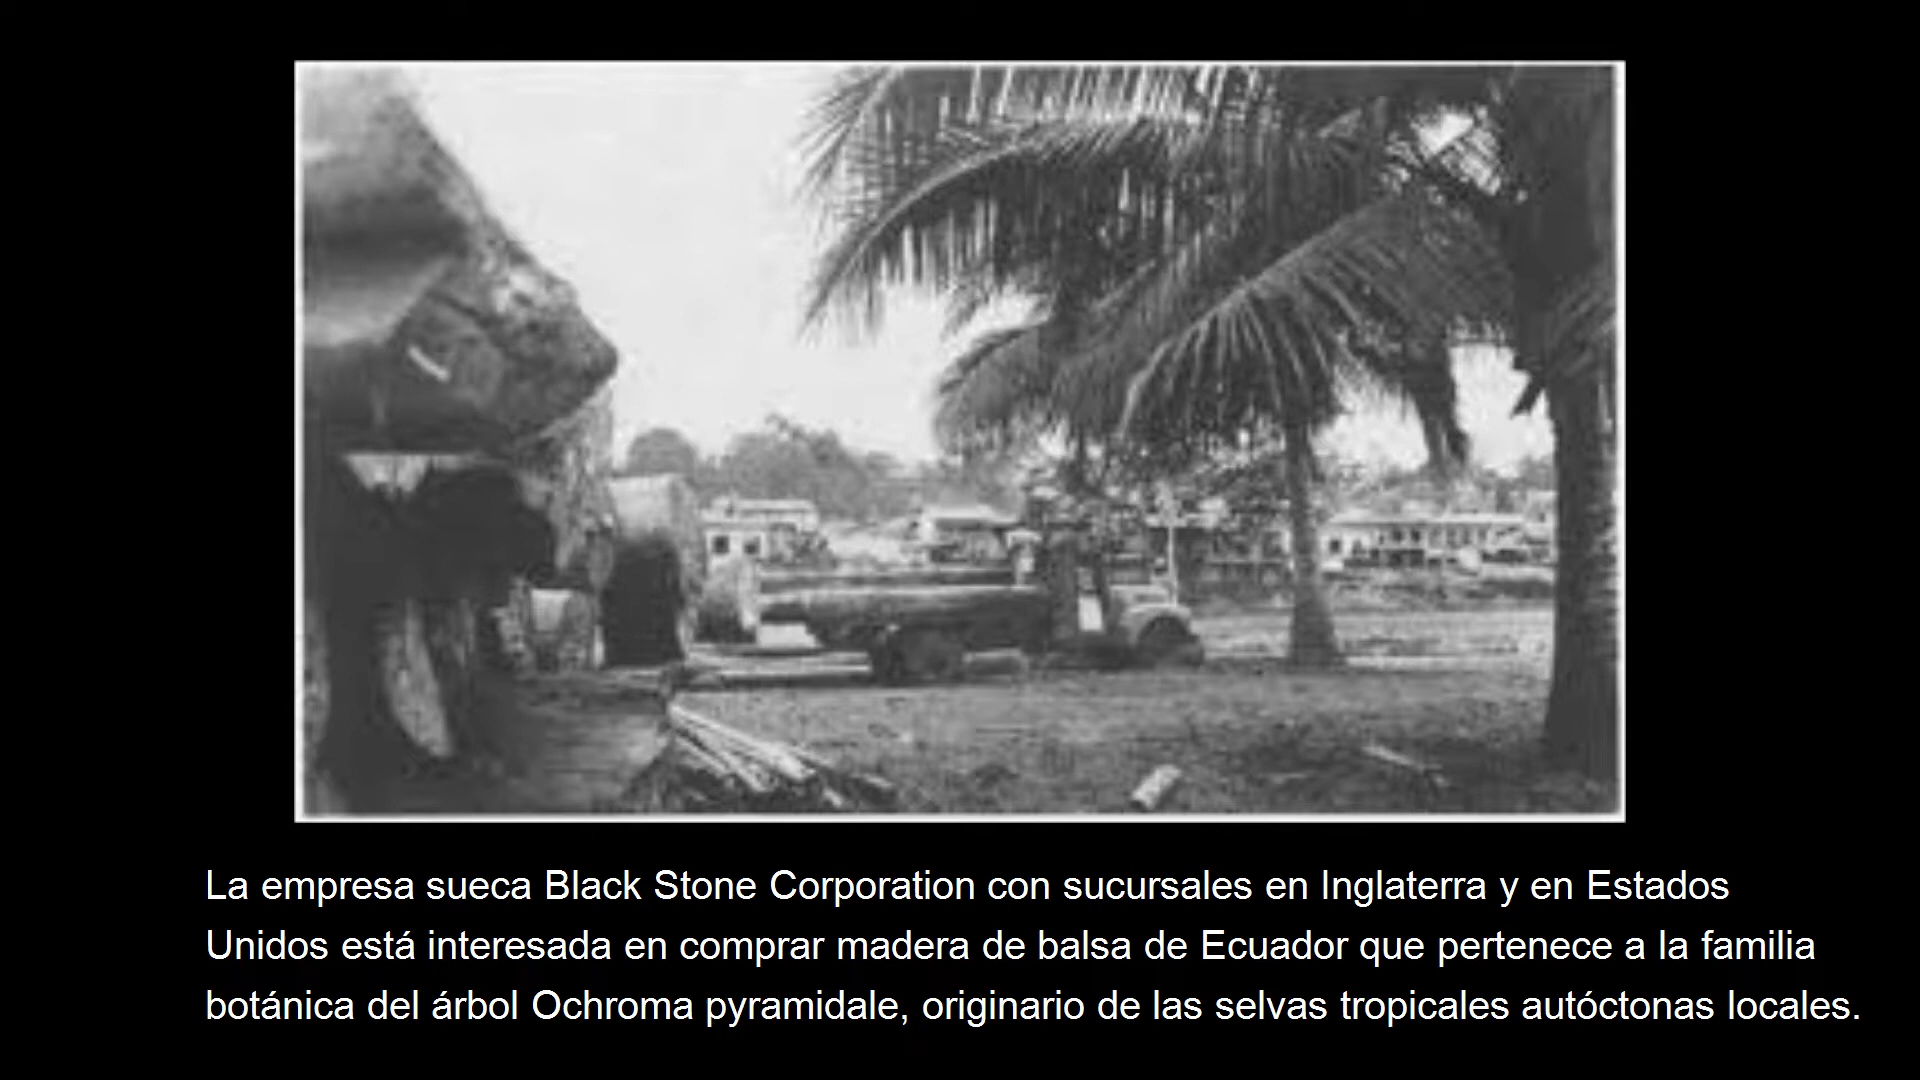 La empresa sueca Black Stone Corporation con sucursales en Inglaterra y en Estados
Unidos está interesada en comprar madera de balsa de Ecuador que pertenece a la familia
botánica del árbol Ochroma pyramidale, originario de las selvas tropicales autóctonas locales.